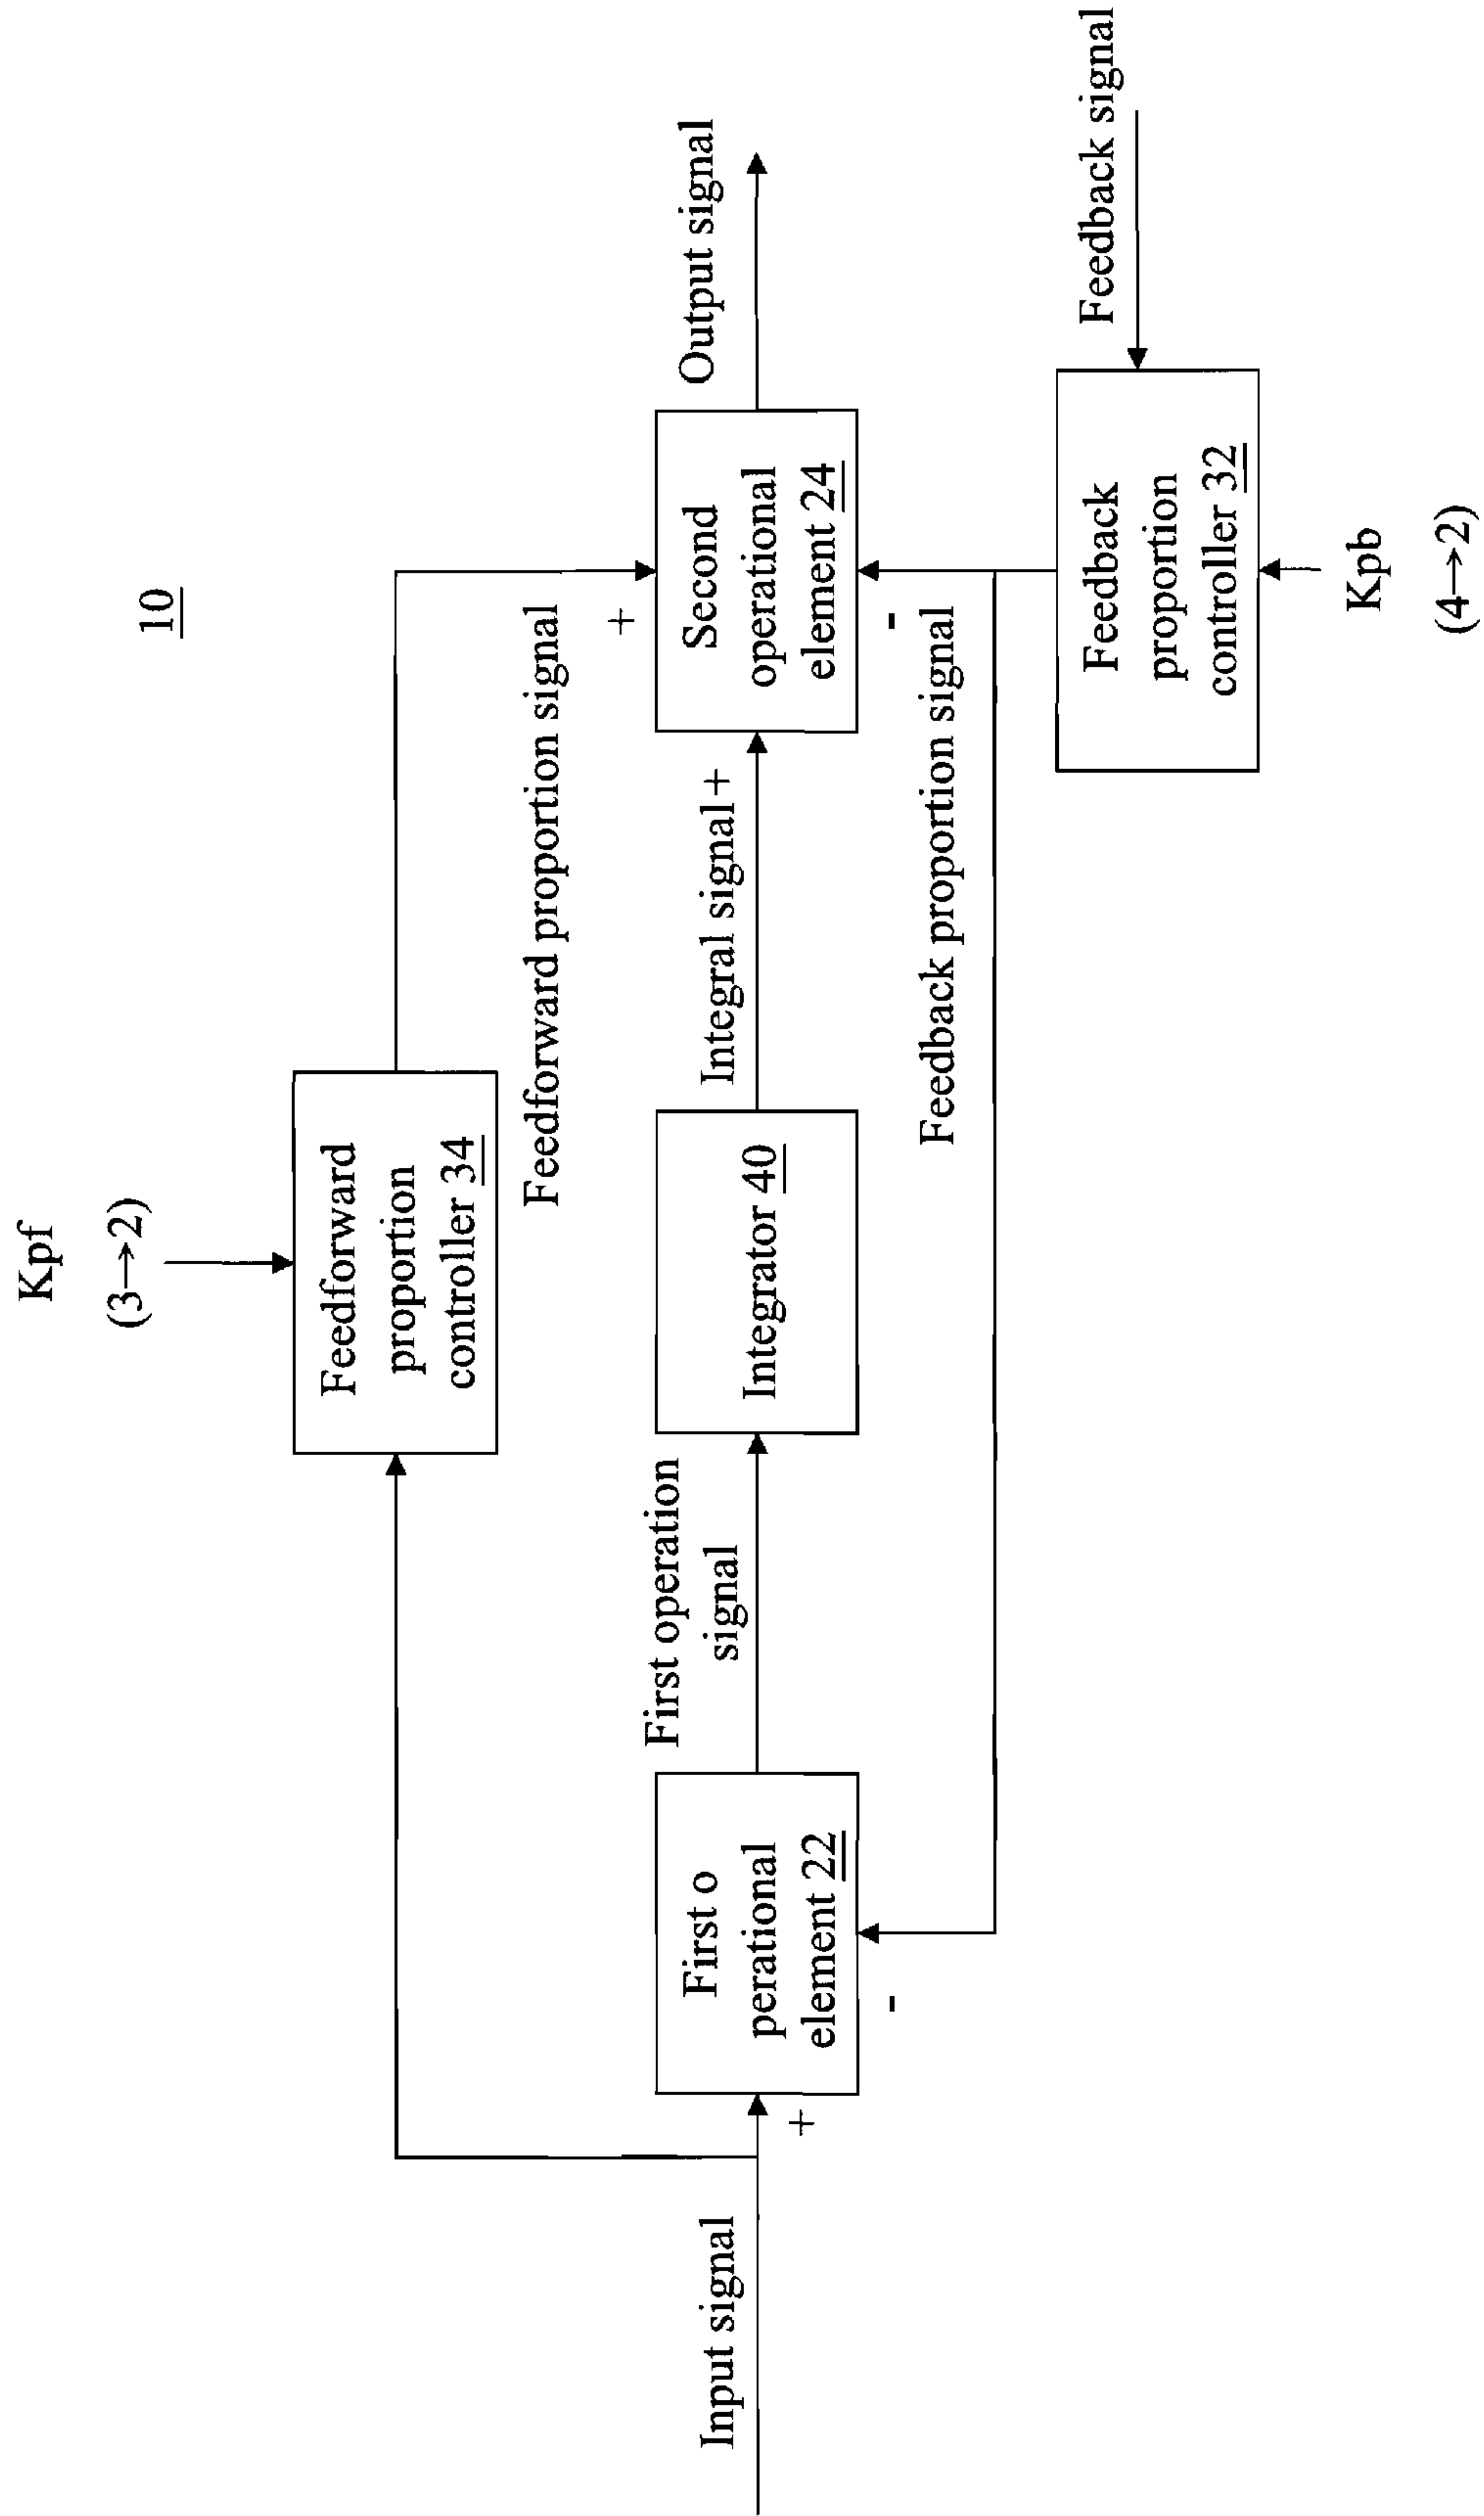 Kpf
(3→2)
10
Feedforward
proportion
controller 34
Feedforward proportion signal
Input signal
+
First o
perational
element 22
-
First operation
signal
Integrator 40
Integral signal+
+
Second
operational
element 24
-
Output signal
Feedback proportion signal
Feedback signal
Feedback
proportion
controller 32
Kpb
(4→2)